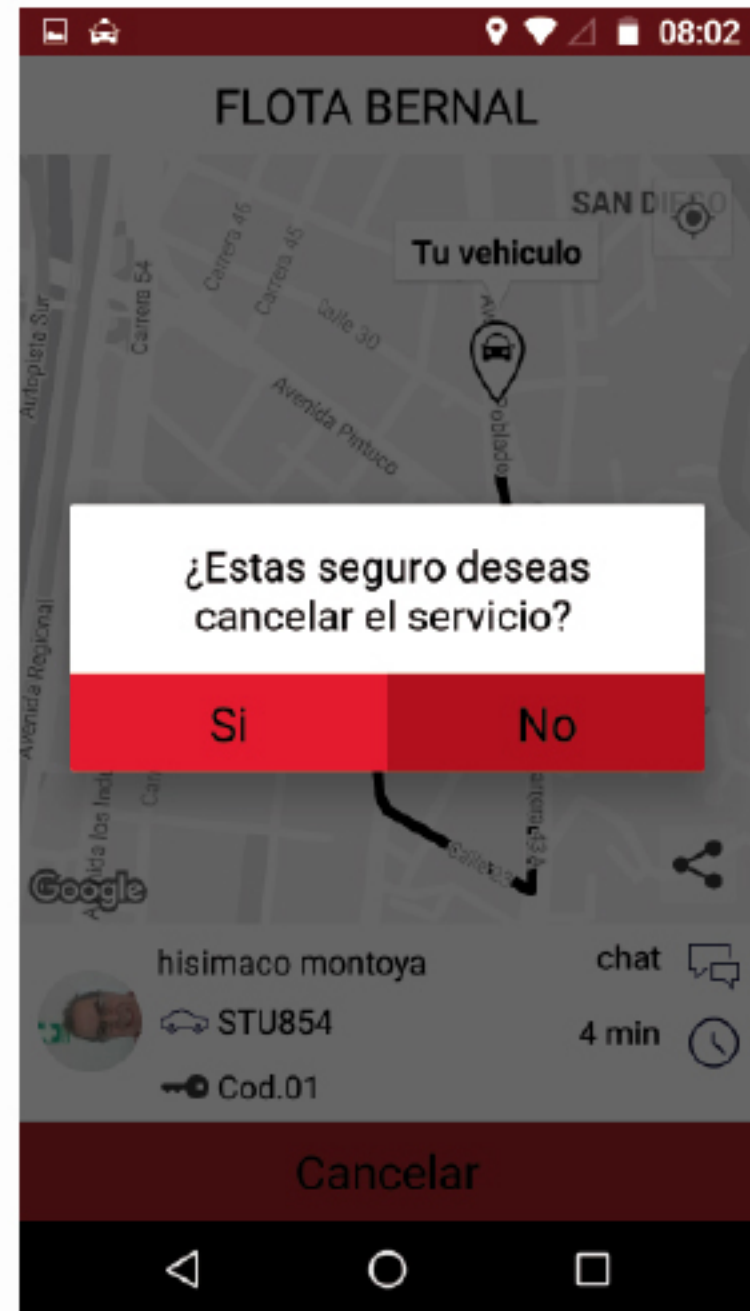 08:02
FLOTA BERNAL
SAN DIEGO
Tu vehiculo
Carrera 46
Carrera 45
Carrera 54
Calle 30
Autopista Sur
Avenida Pintuco
Poblado
¿Estas seguro deseas
cancelar el servicio?
Avenida Regional
Si
No
Google
hisimaco montoya
chat
STU854
4 min
Cod.01
Cancelar